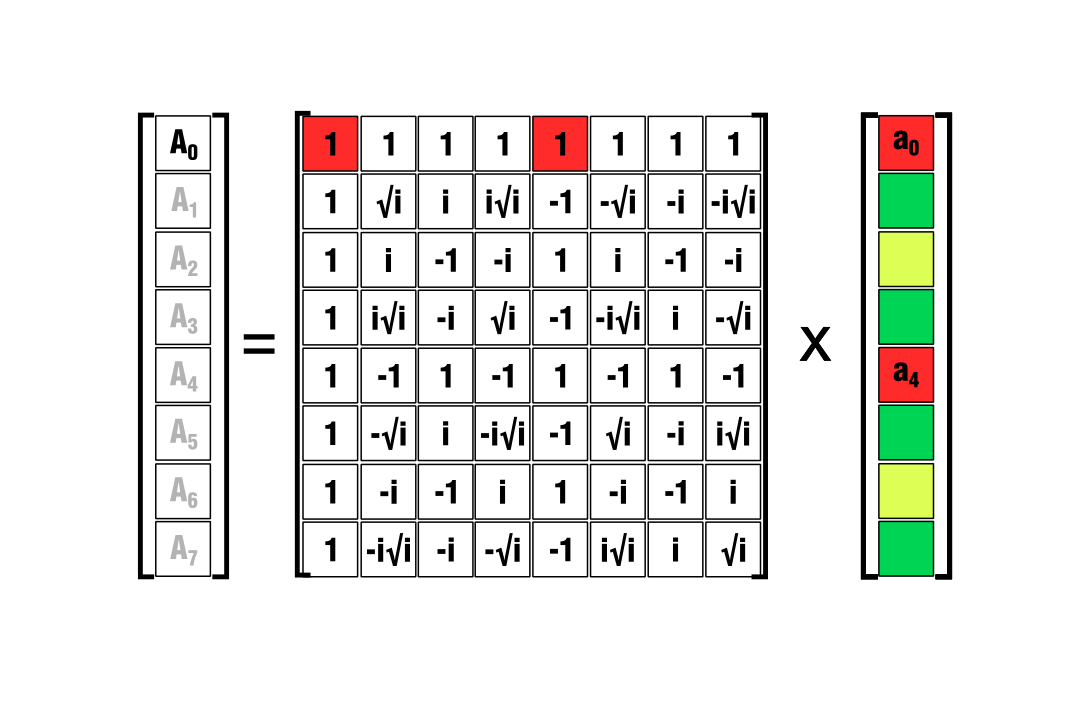 A0 1 1 1 1 1 1 1 1 a0
A1 1 √i i i√i -1 -√i -i -i√i
A2 1 i -1 -i 1 i -1 -i
A3 1 i√i -i √i -1 -i√i i -√i
= x
A4 1 -1 1 -1 1 -1 1 -1 a4
A5 1 -√i i -i√i -1 √i -i i√i
A6 1 -i -1 i 1 -i -1 i
A7 1 -i√i -i -√i -1 i√i i √i